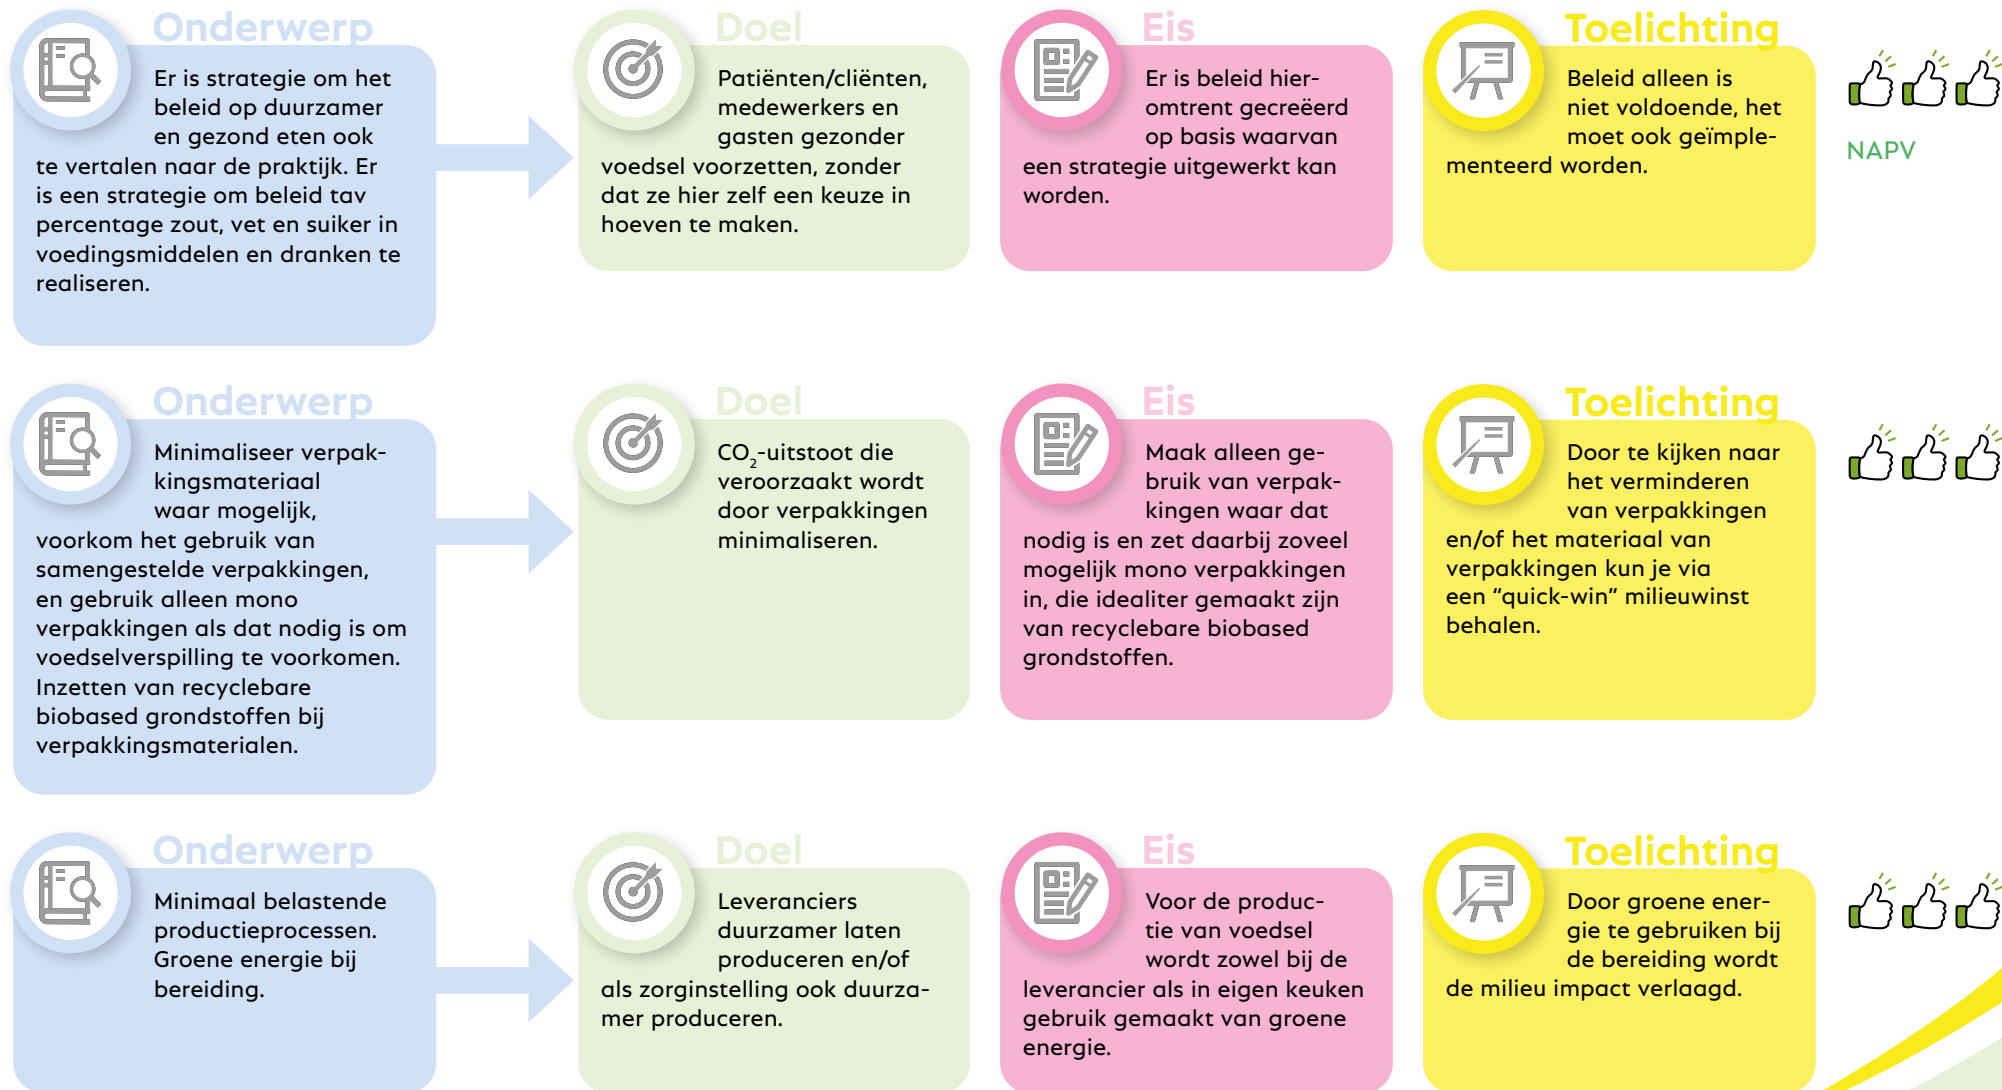 Onderwerp
Er is strategie om het
beleid op duurzamer
en gezond eten ook
te vertalen naar de praktijk. Er
is een strategie om beleid tav
percentage zout, vet en suiker in
voedingsmiddelen en dranken te
realiseren.
Doel
Patiënten/cliënten,
medewerkers en
gasten gezonder
voedsel voorzetten, zonder
dat ze hier zelf een keuze in
hoeven te maken.
Eis
Er is beleid hier-
omtrent gecreëerd
op basis waarvan
een strategie uitgewerkt kan
worden.
Toelichting
Beleid alleen is
niet voldoende, het
moet ook geïmple-
menteerd worden.
NAPV
Onderwerp
Minimaliseer verpak-
kingsmateriaal
waar mogelijk,
voorkom het gebruik van
samengestelde verpakkingen,
en gebruik alleen mono
verpakkingen als dat nodig is om
voedselverspilling te voorkomen.
Inzetten van recyclebare
biobased grondstoffen bij
verpakkingsmaterialen.
Doel
CO₂-uitstoot die
veroorzaakt wordt
door verpakkingen
minimaliseren.
Eis
Maak alleen ge-
bruik van verpak-
kingen waar dat
nodig is en zet daarbij zoveel
mogelijk mono verpakkingen
in, die idealiter gemaakt zijn
van recyclebare biobased
grondstoffen.
Toelichting
Door te kijken naar
het verminderen
van verpakkingen
en/of het materiaal van
verpakkingen kun je via
een “quick-win” milieuwinst
behalen.
Onderwerp
Minimaal belastende
productieprocessen.
Groene energie bij
bereiding.
Doel
Leveranciers
duurzamer laten
produceren en/of
als zorginstelling ook duurza-
mer produceren.
Eis
Voor de produc-
tie van voedsel
wordt zowel bij de
leverancier als in eigen keuken
gebruik gemaakt van groene
energie.
Toelichting
Door groene ener-
gie te gebruiken bij
de bereiding wordt
de milieu impact verlaagd.